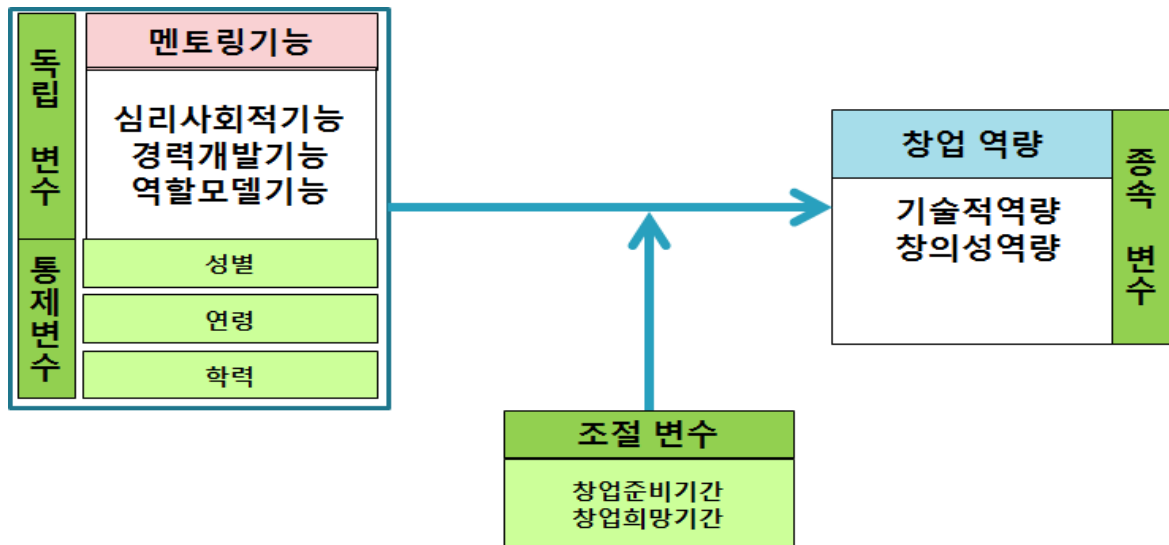 독립 변수
멘토링기능
심리사회적기능
경력개발기능
역할모델기능
통제변수
성별
연령
학력
창업 역량
기술적역량
창의성역량
종속 변수
조절 변수
창업준비기간
창업희망기간